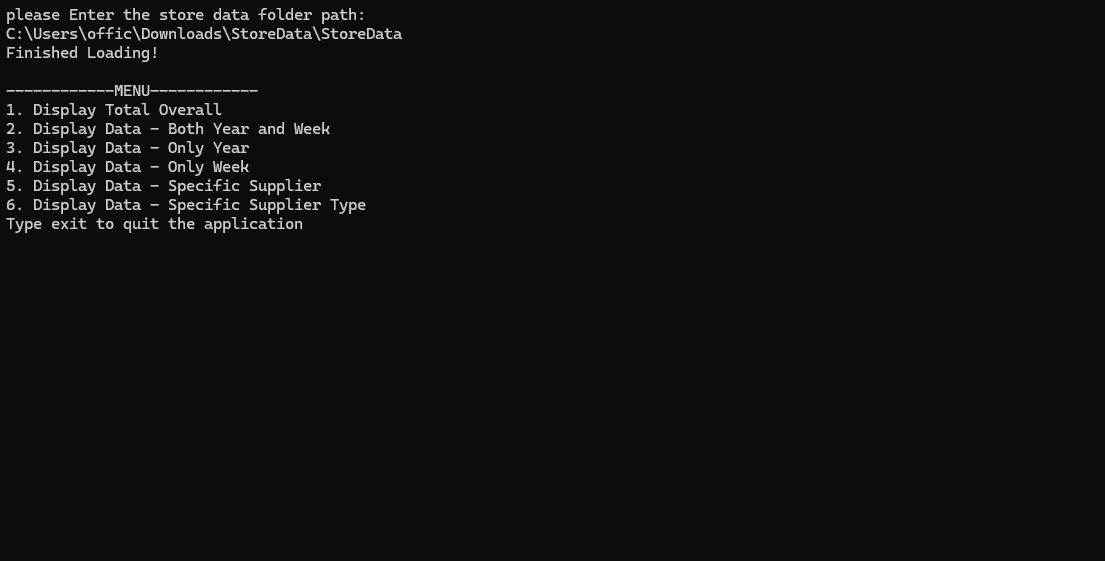 please Enter the store data folder path:
C:\Users\offic\Downloads\StoreData\StoreData
Finished Loading!
------------MENU------------
1. Display Total Overall
2. Display Data - Both Year and Week
3. Display Data - Only Year
4. Display Data - Only Week
5. Display Data - Specific Supplier
6. Display Data - Specific Supplier Type
Type exit to quit the application